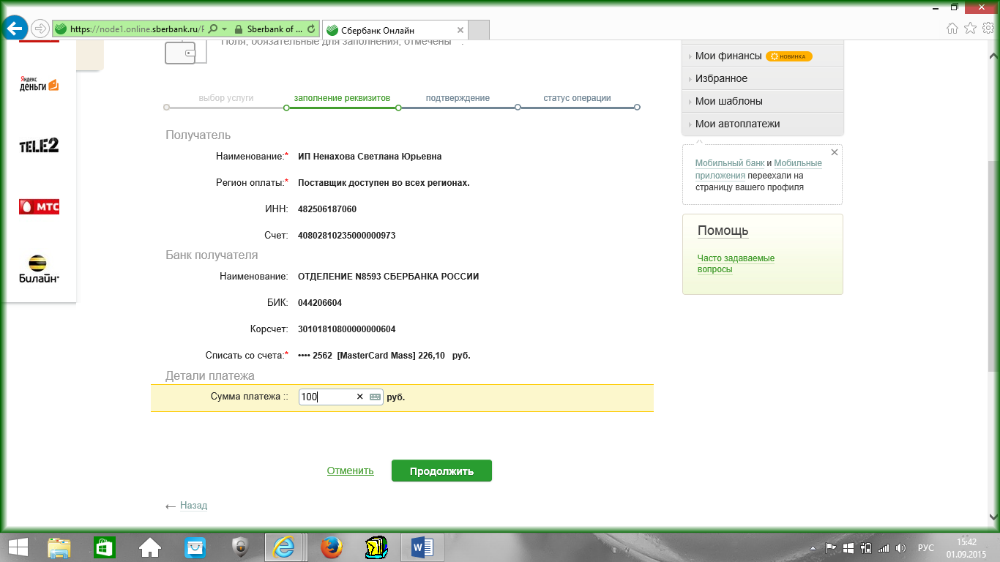 https://node1.online.sberbank.ru/
Sberbank of ...
Сбербанк Онлайн
Поля, обязательные для заполнения, отмечены *.
Яндекс
деньги
TELE2
МТС
Билайн
выбор услуги
заполнение реквизитов
подтверждение
статус операции
Получатель
Наименование:* ИП Ненахова Светлана Юрьевна
Регион оплаты:* Поставщик доступен во всех регионах.
ИНН: 482506187060
Счет: 40802810235000000973
Банк получателя
Наименование: ОТДЕЛЕНИЕ N8593 СБЕРБАНКА РОССИИ
БИК: 044206604
Корсчет: 30101810800000000604
Списать со счета:* •••• 2562 [MasterCard Mass] 226,10 руб.
Детали платежа
Сумма платежа :: 100 руб.
Отменить
Продолжить
← Назад
Мои финансы НОВИНКА
Избранное
Мои шаблоны
Мои автоплатежи
Мобильный банк и Мобильные
приложения переехали на
страницу вашего профиля
Помощь
Часто задаваемые
вопросы
РУС
15:42
01.09.2015